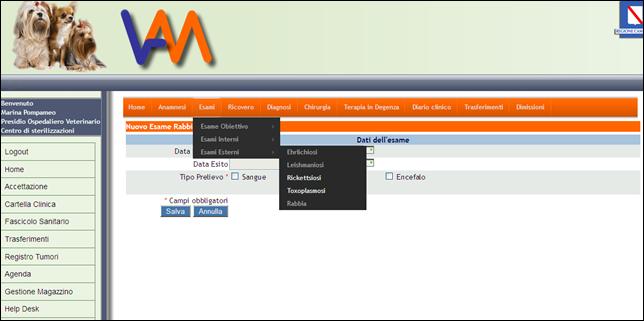 VAM
REGIONE CAM
Benvenuto
Marina Pompameo
Presidio Ospedaliero Veterinario
Centro di sterilizzazioni
Home Anamnesi Esami Ricovero Diagnosi Chirurgia Terapia in Degenza Diario clinico Trasferimenti Dimissioni
Nuovo Esame Rabbi
Dati dell'esame
Esame Obiettivo
Esami Interni
Esami Esterni
Ehrlichiosi
Leishmaniosi
Rickettsiosi
Toxoplasmosi
Rabbia
Data
Data Esito
Tipo Prelievo * Sangue Encefalo
* Campi obbligatori
Salva Annulla
Logout
Home
Accettazione
Cartella Clinica
Fascicolo Sanitario
Trasferimenti
Registro Tumori
Agenda
Gestione Magazzino
Help Desk